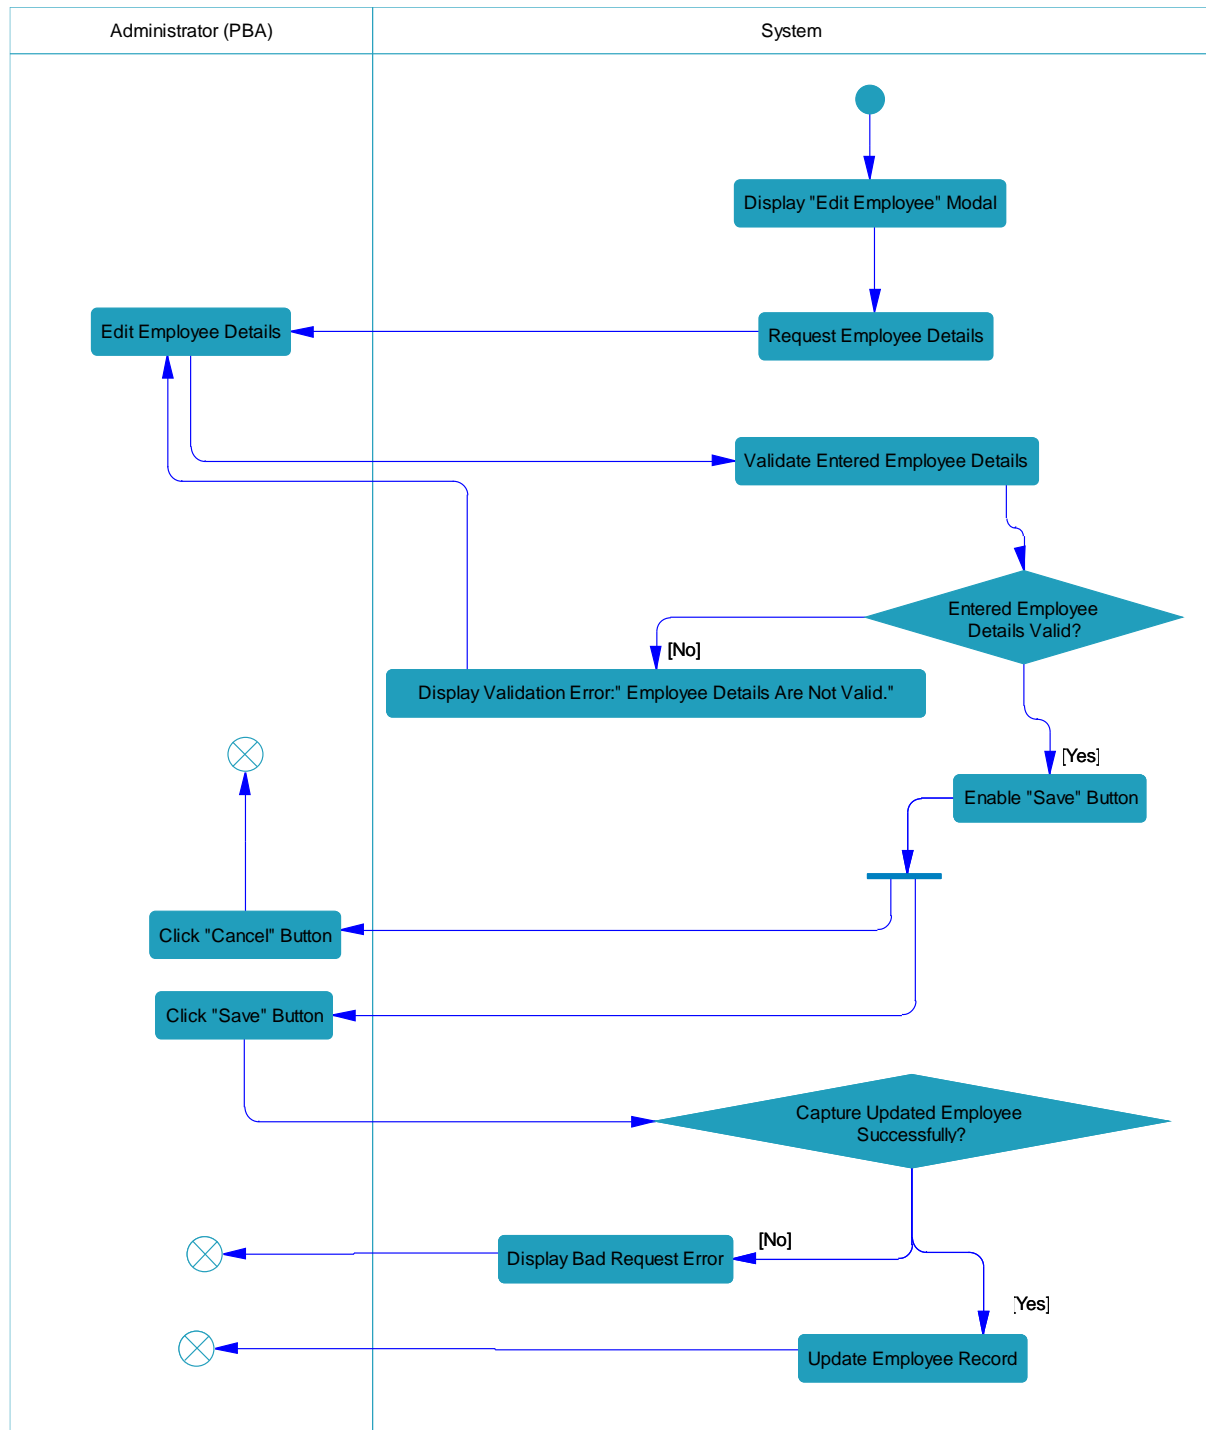 Administrator (PBA)
System
Display "Edit Employee" Modal
Edit Employee Details
Request Employee Details
Validate Entered Employee Details
Entered Employee
Details Valid?
[No]
Display Validation Error:" Employee Details Are Not Valid."
[Yes]
Enable "Save" Button
Click "Cancel" Button
Click "Save" Button
Capture Updated Employee
Successfully?
[No]
Display Bad Request Error
[Yes]
Update Employee Record